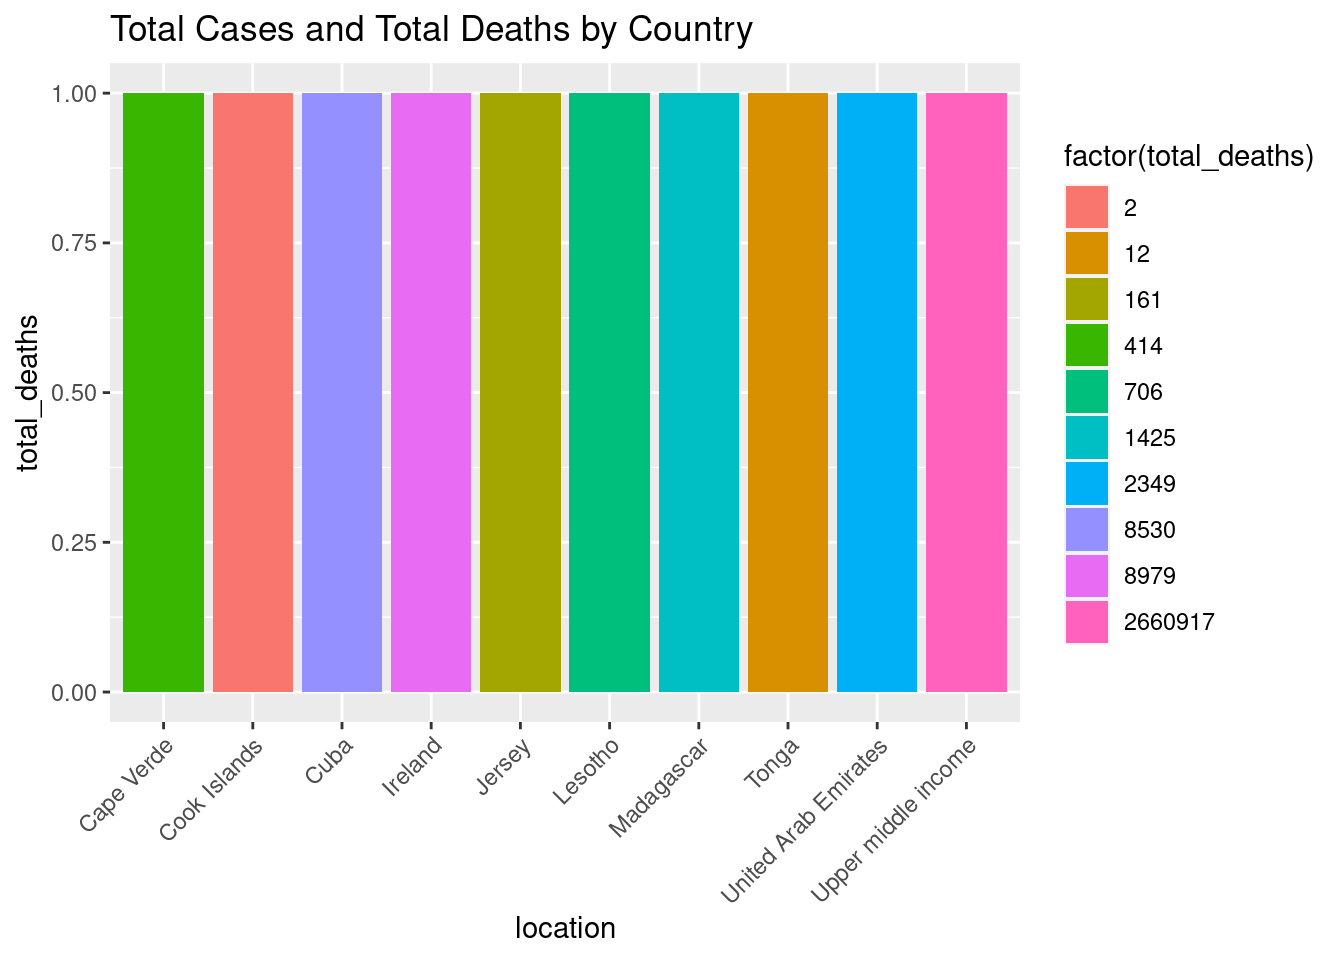 Total Cases and Total Deaths by Country
total_deaths
1.00
0.75
0.50
0.25
0.00
Cape Verde
Cook Islands
Cuba
Ireland
Jersey
Lesotho
Madagascar
Tonga
United Arab Emirates
Upper middle income
location
factor(total_deaths)
2
12
161
414
706
1425
2349
8530
8979
2660917